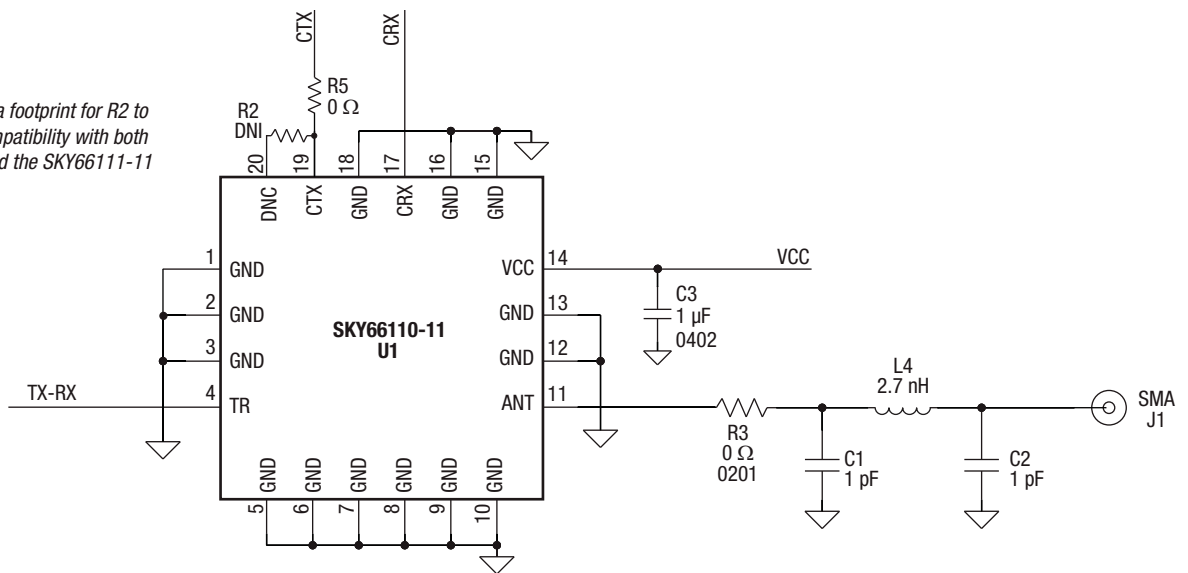 CTX
CRX
R5
0 Ω
a footprint for R2 to
mpatibility with both
d the SKY66111-11
R2
DNI
20
19
18
17
16
15
DNC
CTX
GND
CRX
GND
GND
1
GND
2
GND
3
GND
TX-RX
4
TR
SKY66110-11
U1
VCC
14
VCC
GND
13
GND
12
ANT
11
C3
1 µF
0402
R3
0 Ω
0201
L4
2.7 nH
C1
1 pF
C2
1 pF
SMA
J1
GND
GND
GND
GND
GND
GND
5
6
7
8
9
10